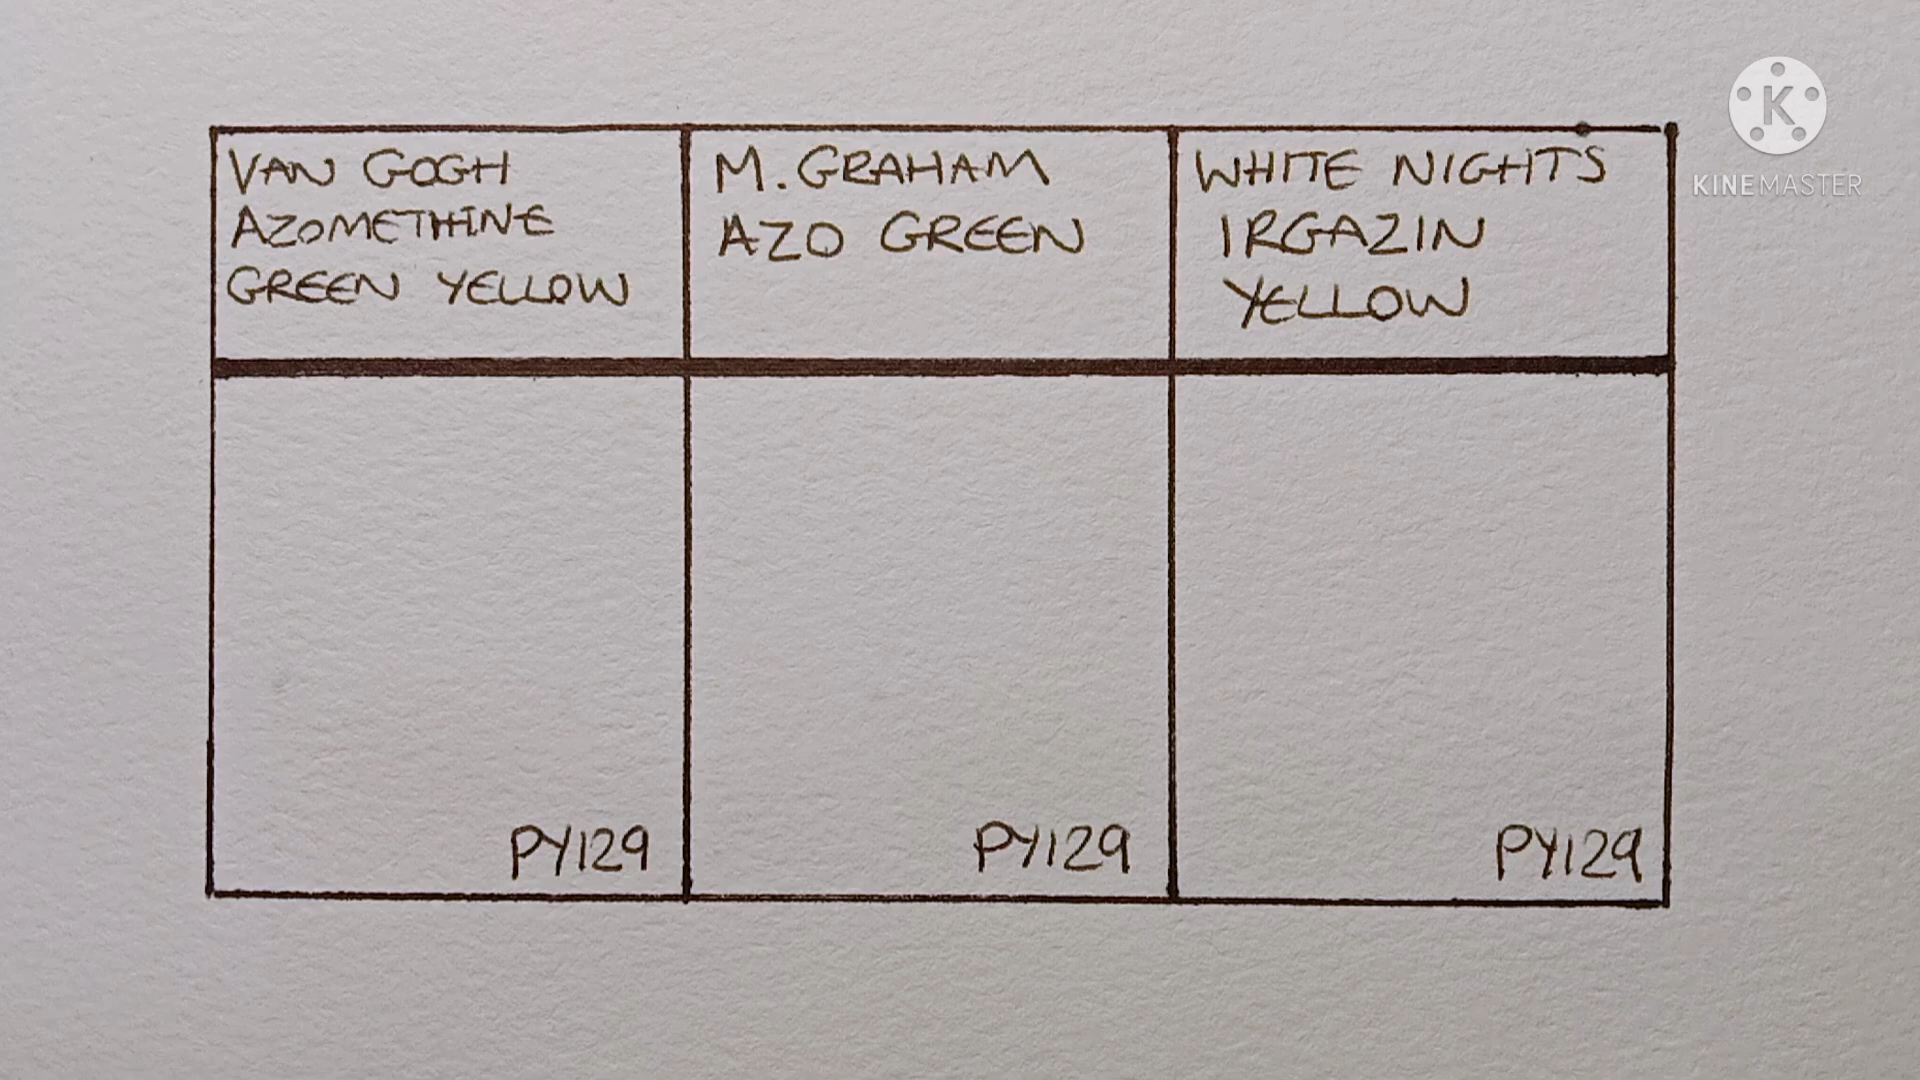 VAN GOGH
AZOMETHINE
GREEN YELLOW
M. GRAHAM
AZO GREEN
WHITE NIGHTS
IRGAZIN
YELLOW
PY129
PY129
PY129
K
KINEMASTER